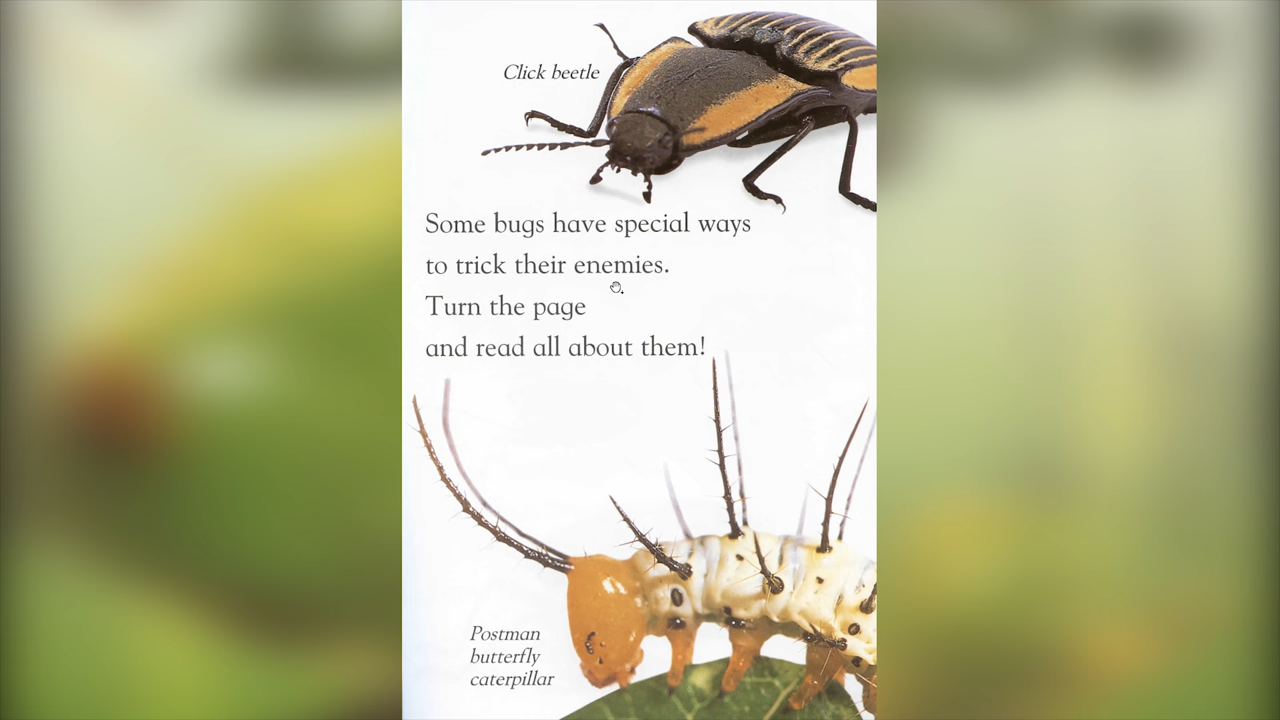 Click beetle
Some bugs have special ways
to trick their enemies.
Turn the page
and read all about them!
Postman
butterfly
caterpillar